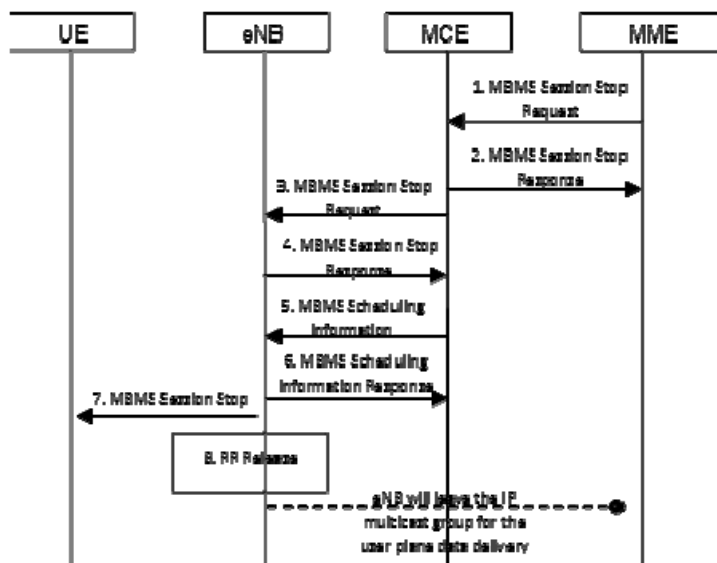 UE
eNB
MCE
MME
1. MBMS Session Stop
Request
2. MBMS Session Stop
Response
3. MBMS Session Stop
Request
4. MBMS Session Stop
Response
5. MBMS Scheduling
Information
6. MBMS Scheduling
Information Response
7. MBMS Session Stop
8. RR Release
eNB will leave the IP
multicast group for the
user plane data delivery